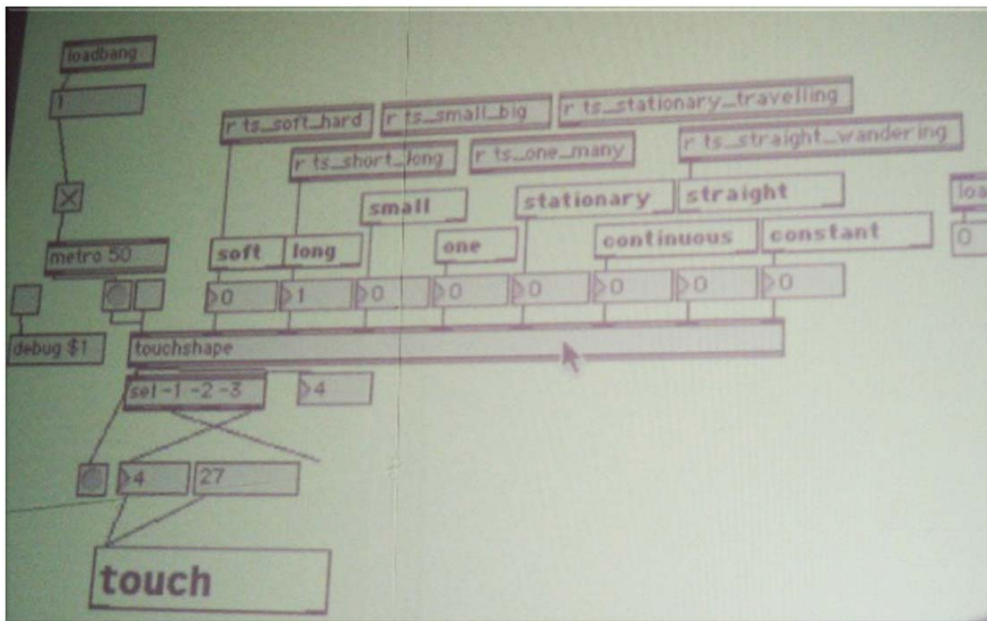 loadbang
1
r ts_soft_hard r ts_small_big r ts_stationary_travelling
r ts_short_long r ts_one_many r ts_straight_wandering
small stationary straight
soft long one continuous constant
metro 50
0 1 0 0 0 0 0 0
0
debug $1
touchshape
sel -1 -2 -3
4
4 27
touch